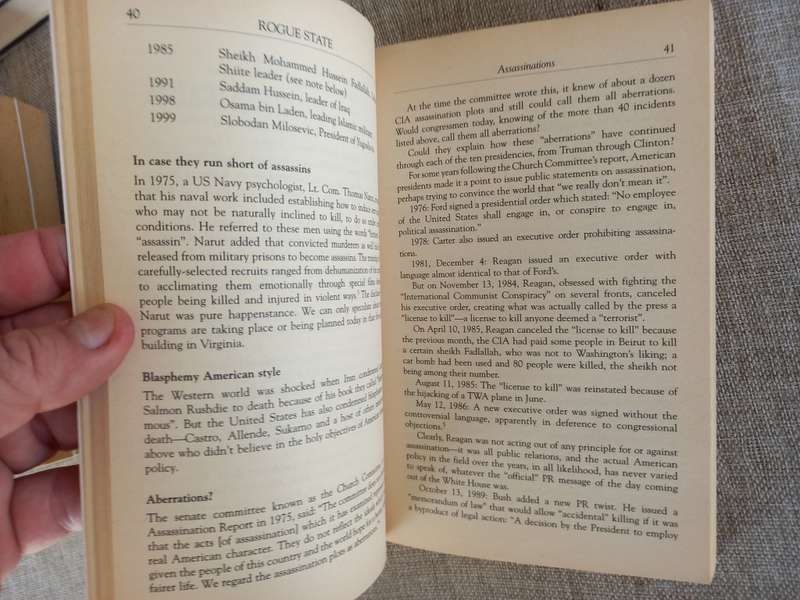 40
ROGUE STATE
1985 Sheikh Mohammed Hussein Fadlallah,
Shiite leader (see note below)
1991 Saddam Hussein, leader of Iraq
1998 Osama bin Laden, leading Islamic militant
1999 Slobodan Milosevic, President of Yugoslavia
In case they run short of assassins
In 1975, a US Navy psychologist, Lt. Com. Thomas Narut,
that his naval work included establishing how to induce
who may not be naturally inclined to kill, to do so under
conditions. He referred to these men using the words
"assassin". Narut added that convicted murderers as well
released from military prisons to become assassins. The training
carefully-selected recruits ranged from dehumanization of the
to acclimating them emotionally through special films
people being killed and injured in violent ways. The
Narut was pure happenstance. We can only speculate
programs are taking place or being planned today in
building in Virginia.
Blasphemy American style
The Western world was shocked when Iran condemned
Salmon Rushdie to death because of his book they called
mous". But the United States has also condemned
death—Castro, Allende, Sukarno and a host of others
above who didn't believe in the holy objectives of American
policy.
Aberrations?
The senate committee known as the Church Committee
Assassination Report in 1975, said: "The committee does
that the acts [of assassination] which it has examined
real American character. They do not reflect the ideals
given the people of this country and the world hope for a
fairer life. We regard the assassination plots as aberrations."
Assassinations
41
At the time the committee wrote this, it knew of about a dozen
CIA assassination plots and still could call them all aberrations.
Would congressmen today, knowing of the more than 40 incidents
listed above, call them all aberrations?
Could they explain how these "aberrations" have continued
through each of the ten presidencies, from Truman through Clinton?
For some years following the Church Committee's report, American
presidents made it a point to issue public statements on assassination,
perhaps trying to convince the world that "we really don't mean it".
1976: Ford signed a presidential order which stated: "No employee
of the United States shall engage in, or conspire to engage in,
political assassination."
1978: Carter also issued an executive order prohibiting assassina-
tions.
1981, December 4: Reagan issued an executive order with
language almost identical to that of Ford's.
But on November 13, 1984, Reagan, obsessed with fighting the
"International Communist Conspiracy" on several fronts, canceled
his executive order, creating what was actually called by the press a
"license to kill"—a license to kill anyone deemed a "terrorist".
On April 10, 1985, Reagan canceled the "license to kill" because
the previous month, the CIA had paid some people in Beirut to kill
a certain sheikh Fadlallah, who was not to Washington's liking; a
car bomb had been used and 80 people were killed, the sheikh not
being among their number.
August 11, 1985: The "license to kill" was reinstated because of
the hijacking of a TWA plane in June.
May 12, 1986: A new executive order was signed without the
controversial language, apparently in deference to congressional
objections.
Clearly, Reagan was not acting out of any principle for or against
assassination—it was all public relations, and the actual American
policy in the field over the years, in all likelihood, has never varied
to speak of, whatever the "official" PR message of the day coming
out of the White House was.
October 13, 1989: Bush added a new PR twist. He issued a
"memorandum of law" that would allow "accidental" killing if it was
a byproduct of legal action: "A decision by the President to employ